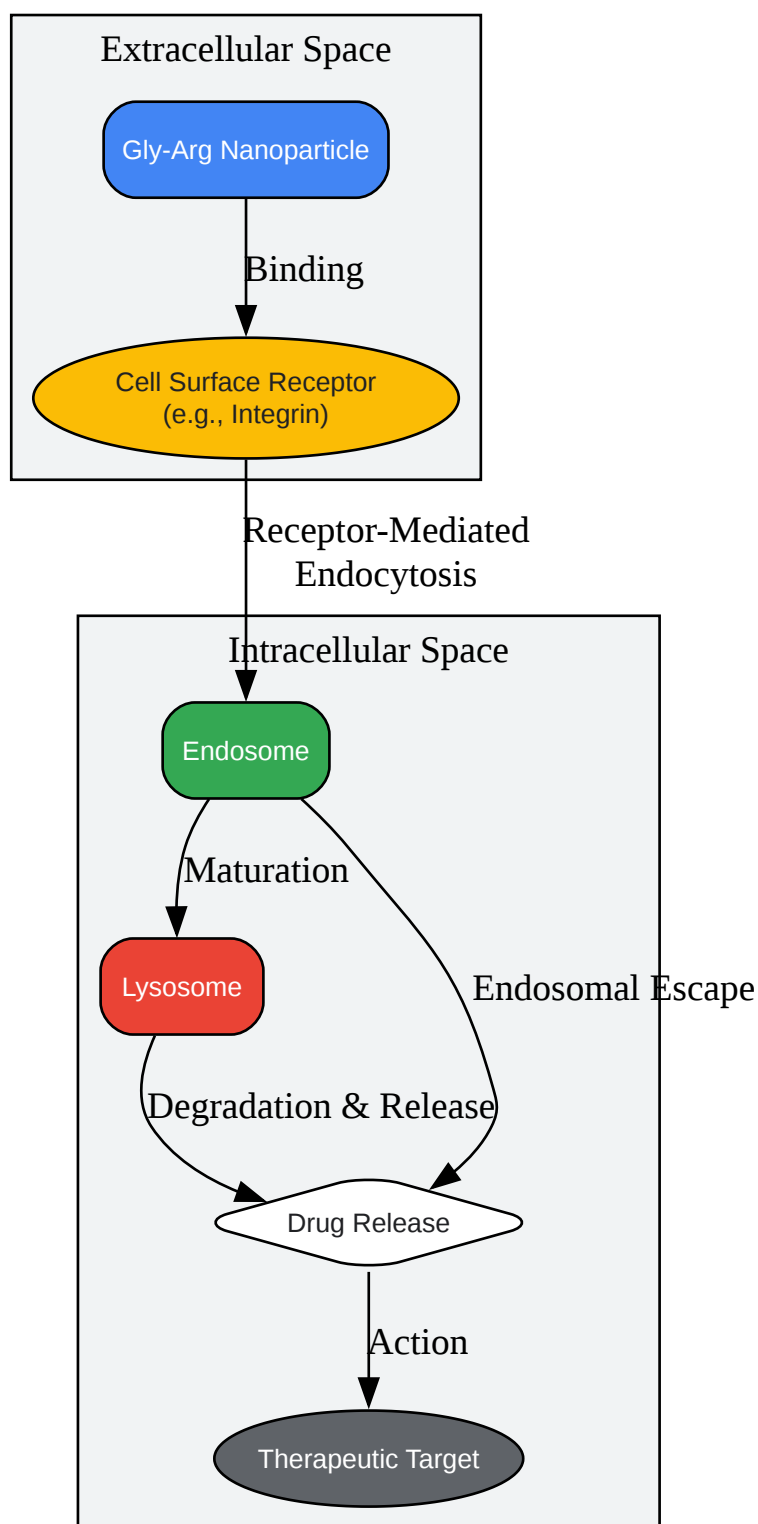 Extracellular Space
Gly-Arg Nanoparticle
Binding
Cell Surface Receptor
(e.g., Integrin)
Receptor-Mediated
Endocytosis
Intracellular Space
Endosome
Maturation
Lysosome
Endosomal Escape
Degradation & Release
Drug Release
Action
Therapeutic Target